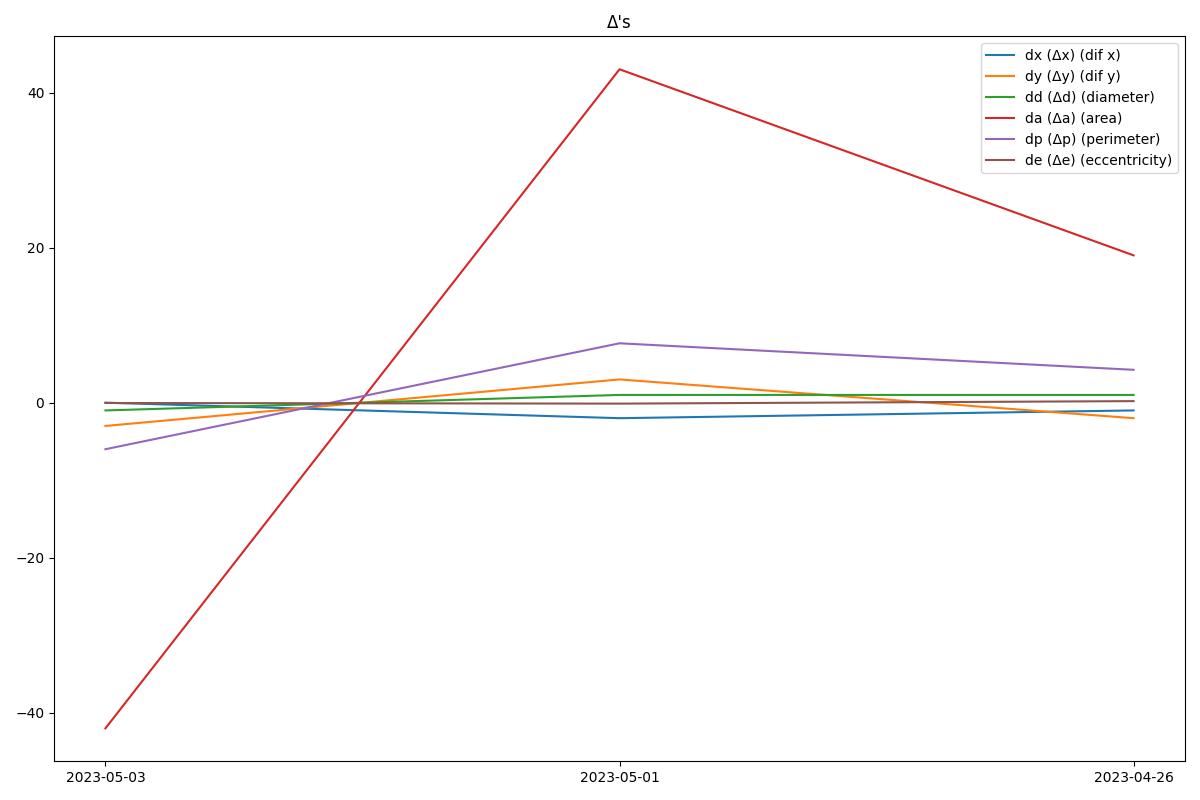 Δ's
dx (Δx) (dif x)
dy (Δy) (dif y)
dd (Δd) (diameter)
da (Δa) (area)
dp (Δp) (perimeter)
de (Δe) (eccentricity)
40
20
0
−20
−40
2023-05-03
2023-05-01
2023-04-26